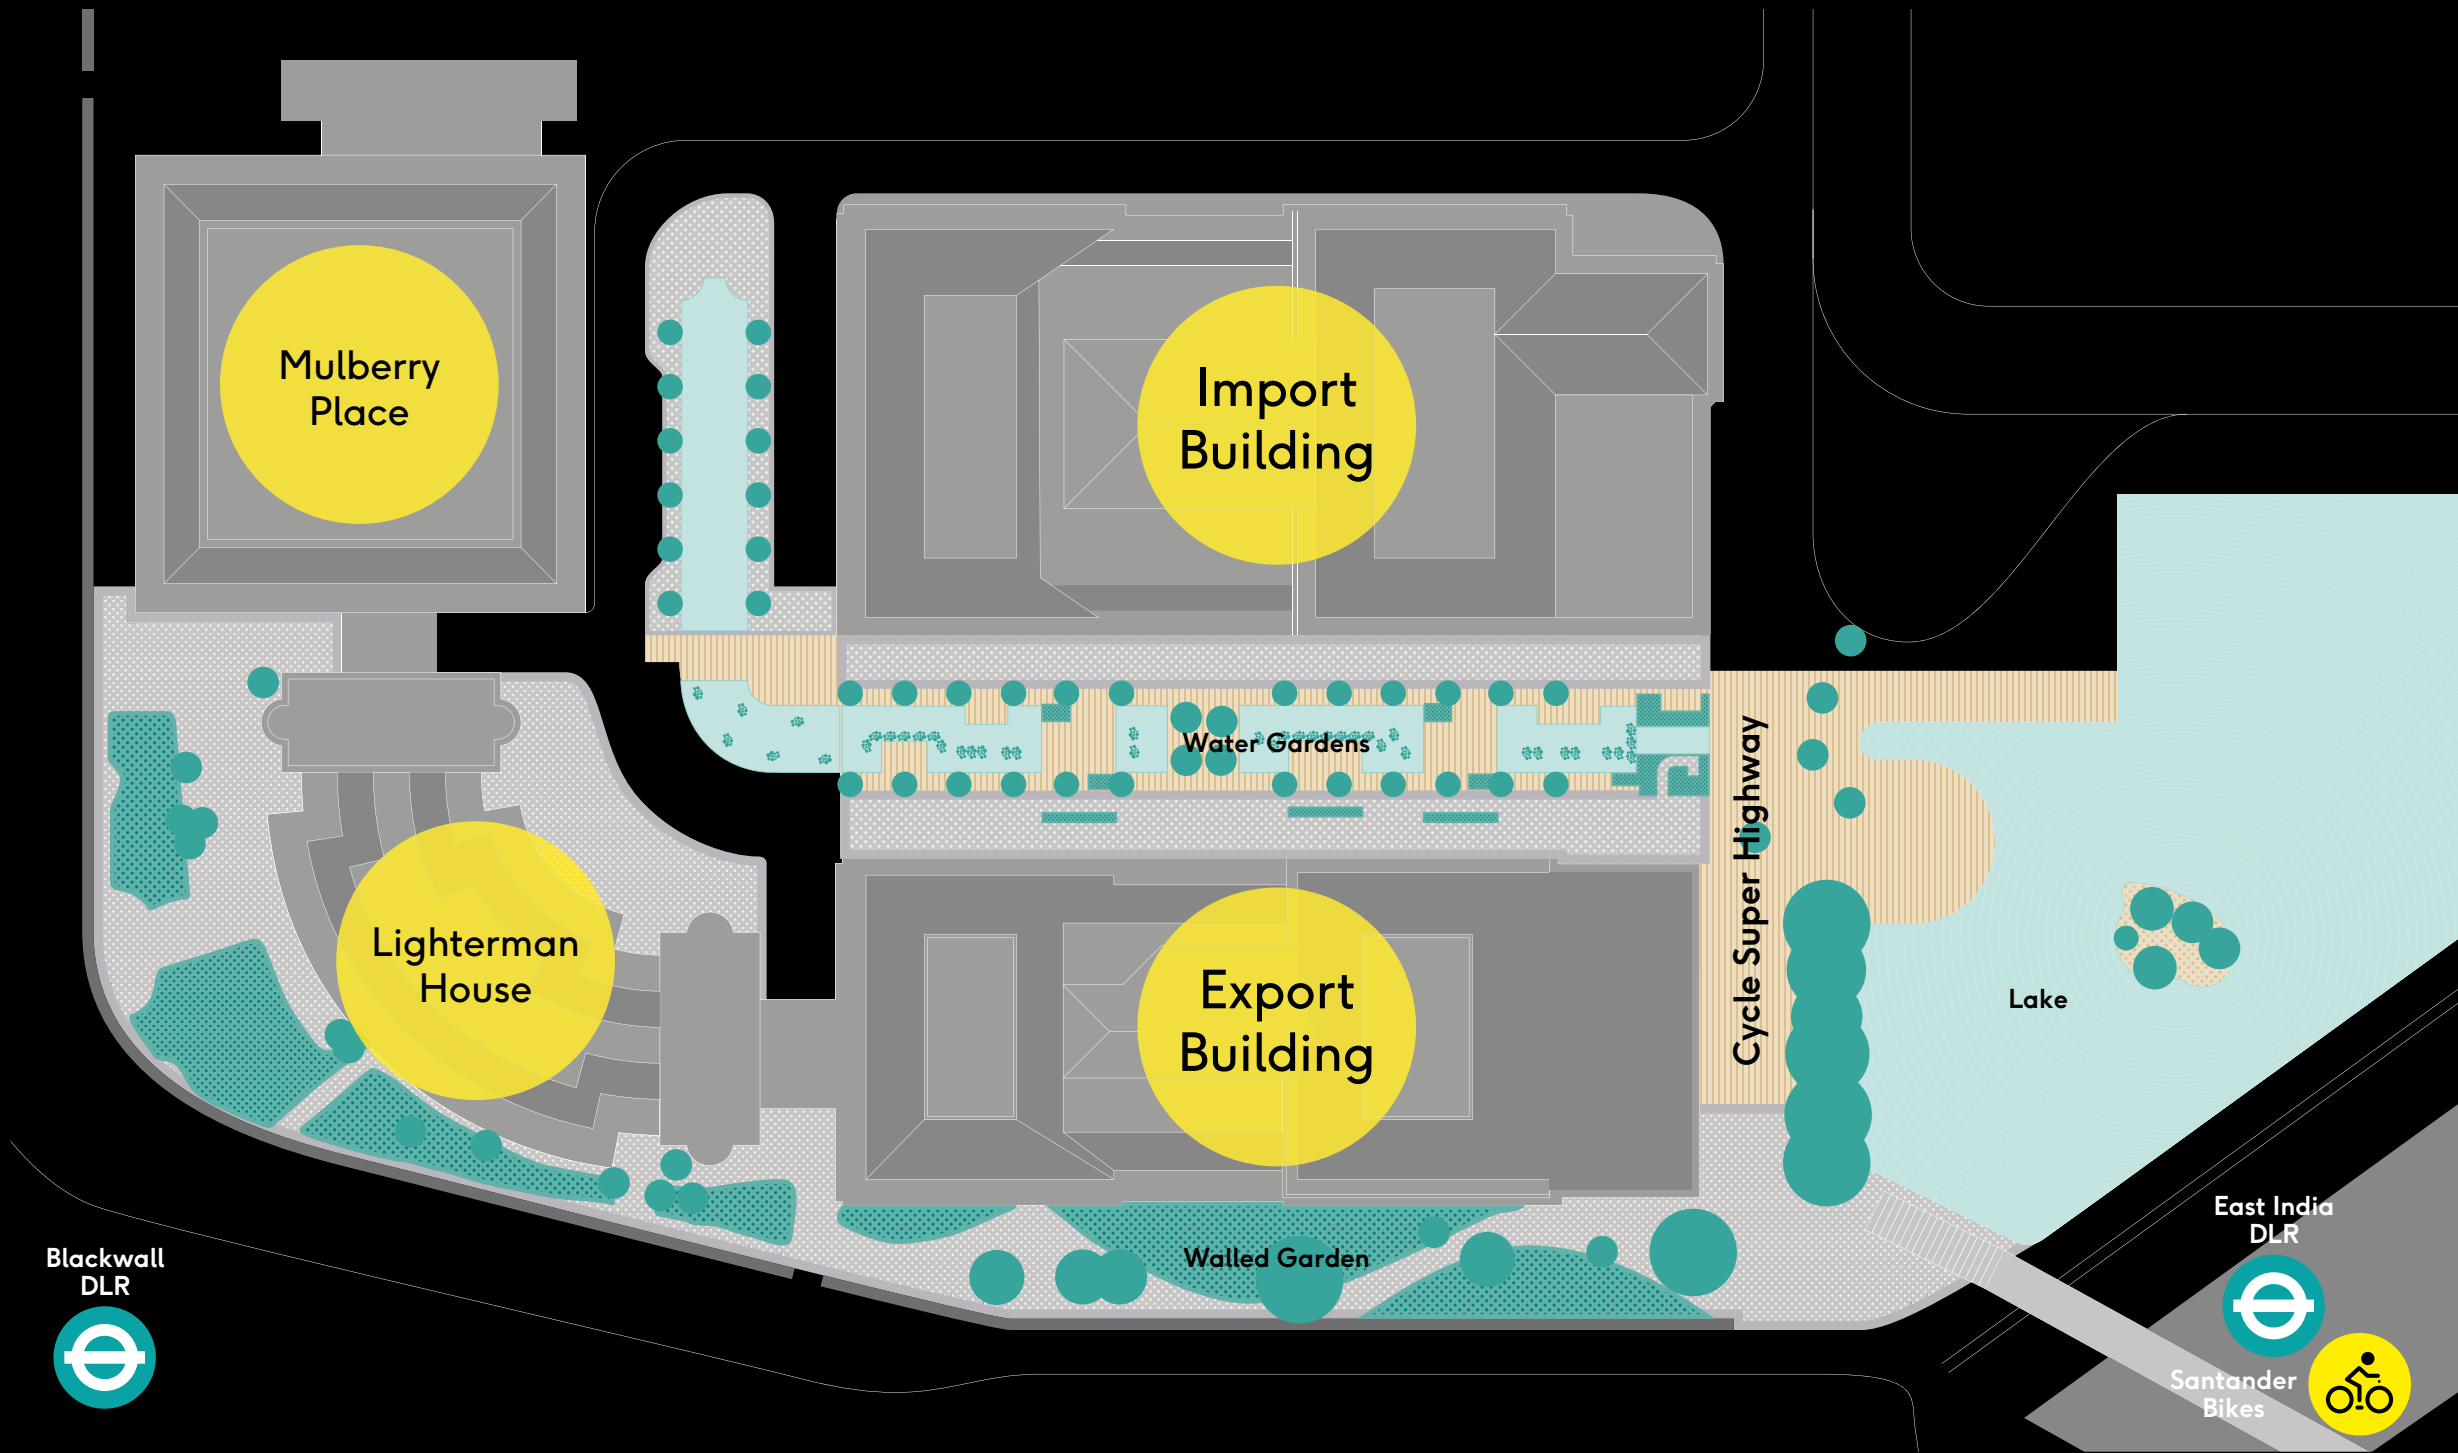 Mulberry
Place
Import
Building
Water Gardens
Cycle Super Highway
Lighterman
House
Export
Building
Lake
Walled Garden
Blackwall
DLR
East India
DLR
Santander
Bikes